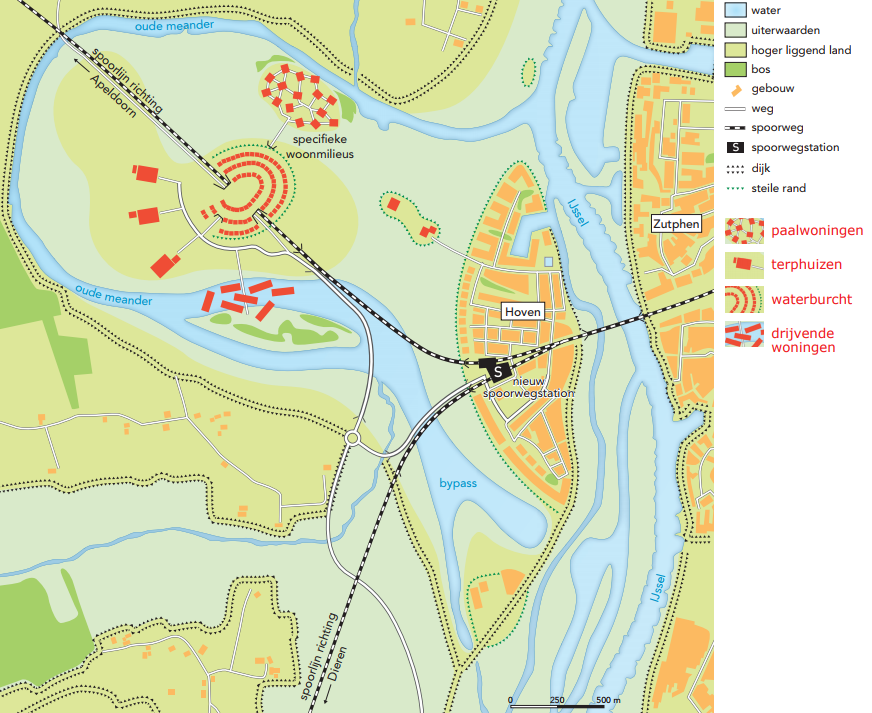 oude meander
spoorlijn richting
Apeldoorn
specifieke
woonmilieus
IJssel
Zutphen
oude meander
Hoven
S
nieuw
spoorwegstation
bypass
IJssel
spoorlijn richting
Dieren
0 250 500 m
water
uiterwaarden
hoger liggend land
bos
gebouw
weg
spoorweg
S spoorwegstation
dijk
steile rand
paalwoningen
terphuizen
waterburcht
drijvende
woningen